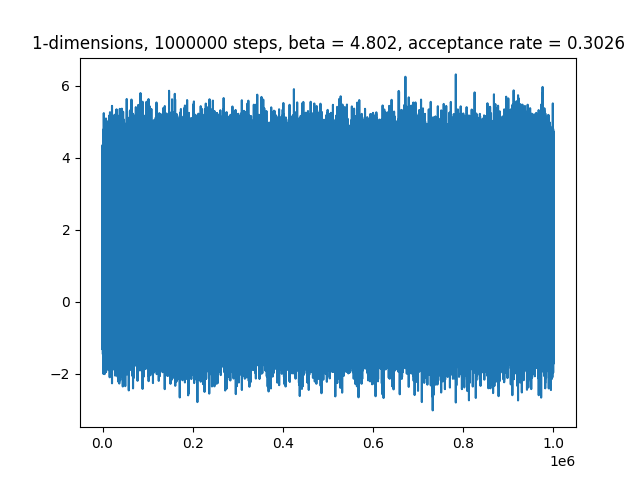 1-dimensions, 1000000 steps, beta = 4.802, acceptance rate = 0.3026
6
4
2
0
−2
0.0 0.2 0.4 0.6 0.8 1.0
1e6